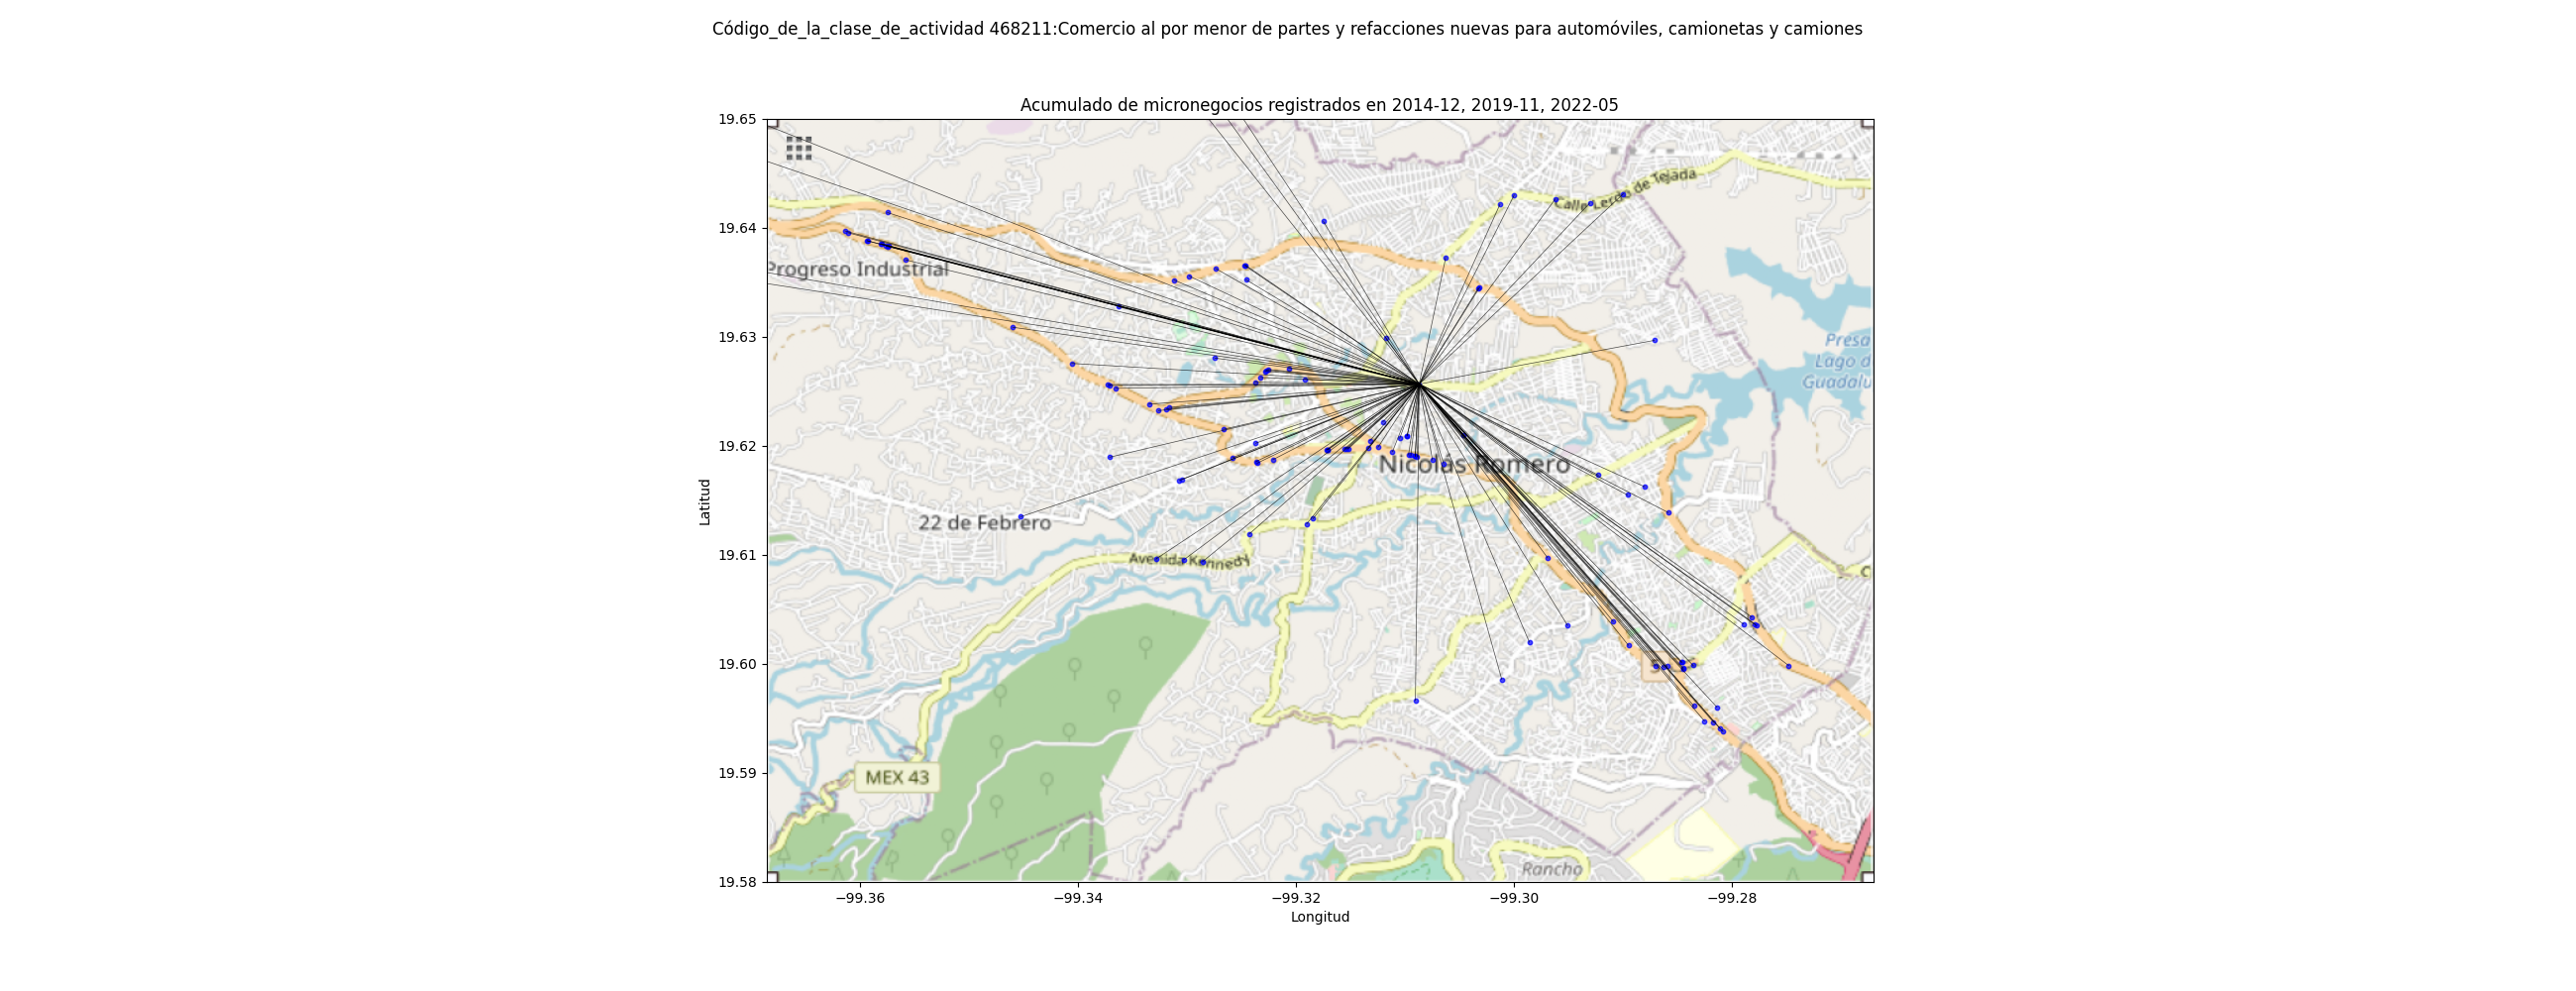 Código_de_la_clase_de_actividad 468211:Comercio al por menor de partes y refacciones nuevas para automóviles, camionetas y camiones
Acumulado de micronegocios registrados en 2014-12, 2019-11, 2022-05
19.65
19.64
19.63
19.62
19.61
19.60
19.59
19.58
Latitud
Calle Lerdo de Tejada
Progreso Industrial
Presa
Lago d
Guadalu
Nicolás Romero
22 de Febrero
Avenida Kennedy
MEX 43
Rancho
−99.36
−99.34
−99.32
−99.30
−99.28
Longitud